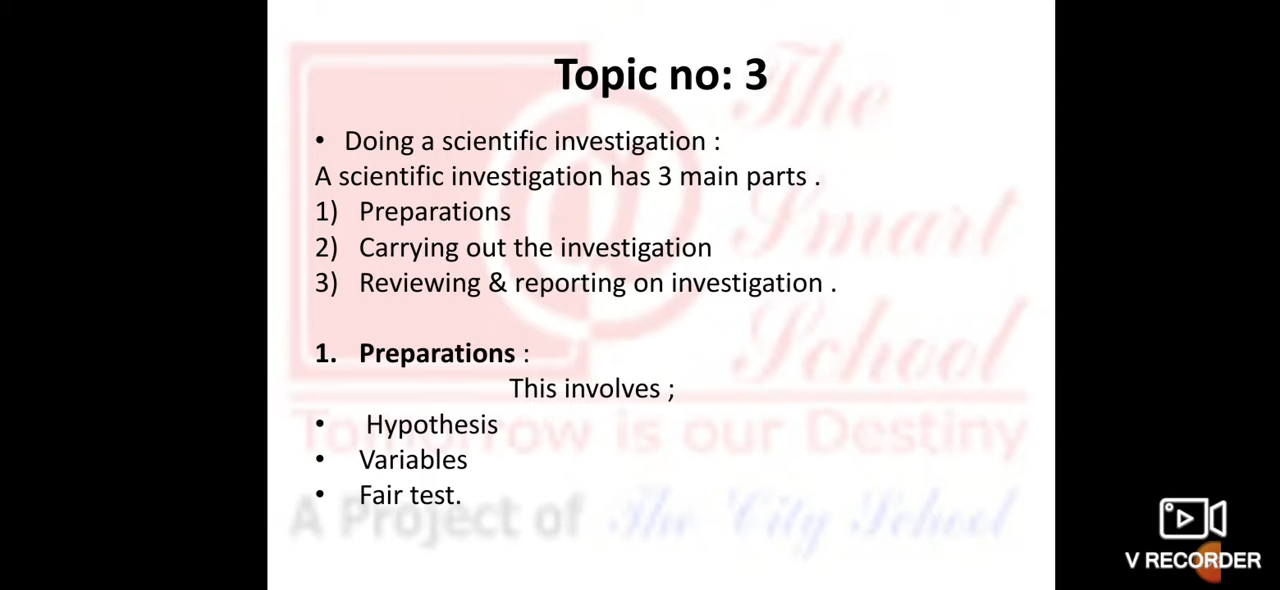 Topic no: 3
• Doing a scientific investigation :
A scientific investigation has 3 main parts .
1) Preparations
2) Carrying out the investigation
3) Reviewing & reporting on investigation .
1. Preparations :
This involves ;
• Hypothesis
• Variables
• Fair test.
The
Smart
School
Tomorrow is our Destiny
A Project of The City School
V RECORDER